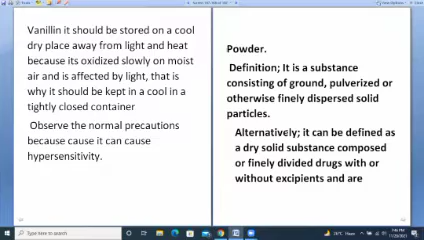 Vanillin it should be stored on a cool
dry place away from light and heat
because its oxidized slowly on moist
air and is affected by light, that is
why it should be kept in a cool in a
tightly closed container
Observe the normal precautions
because cause it can cause
hypersensitivity.
Powder.
Definition; It is a substance
consisting of ground, pulverized or
otherwise finely dispersed solid
particles.
Alternatively; it can be defined as
a dry solid substance composed
or finely divided drugs with or
without excipients and are
Type here to search